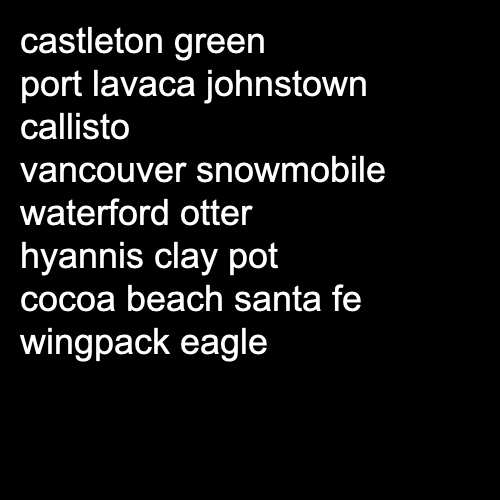 castleton green
port lavaca johnstown
callisto
vancouver snowmobile
waterford otter
hyannis clay pot
cocoa beach santa fe
wingpack eagle